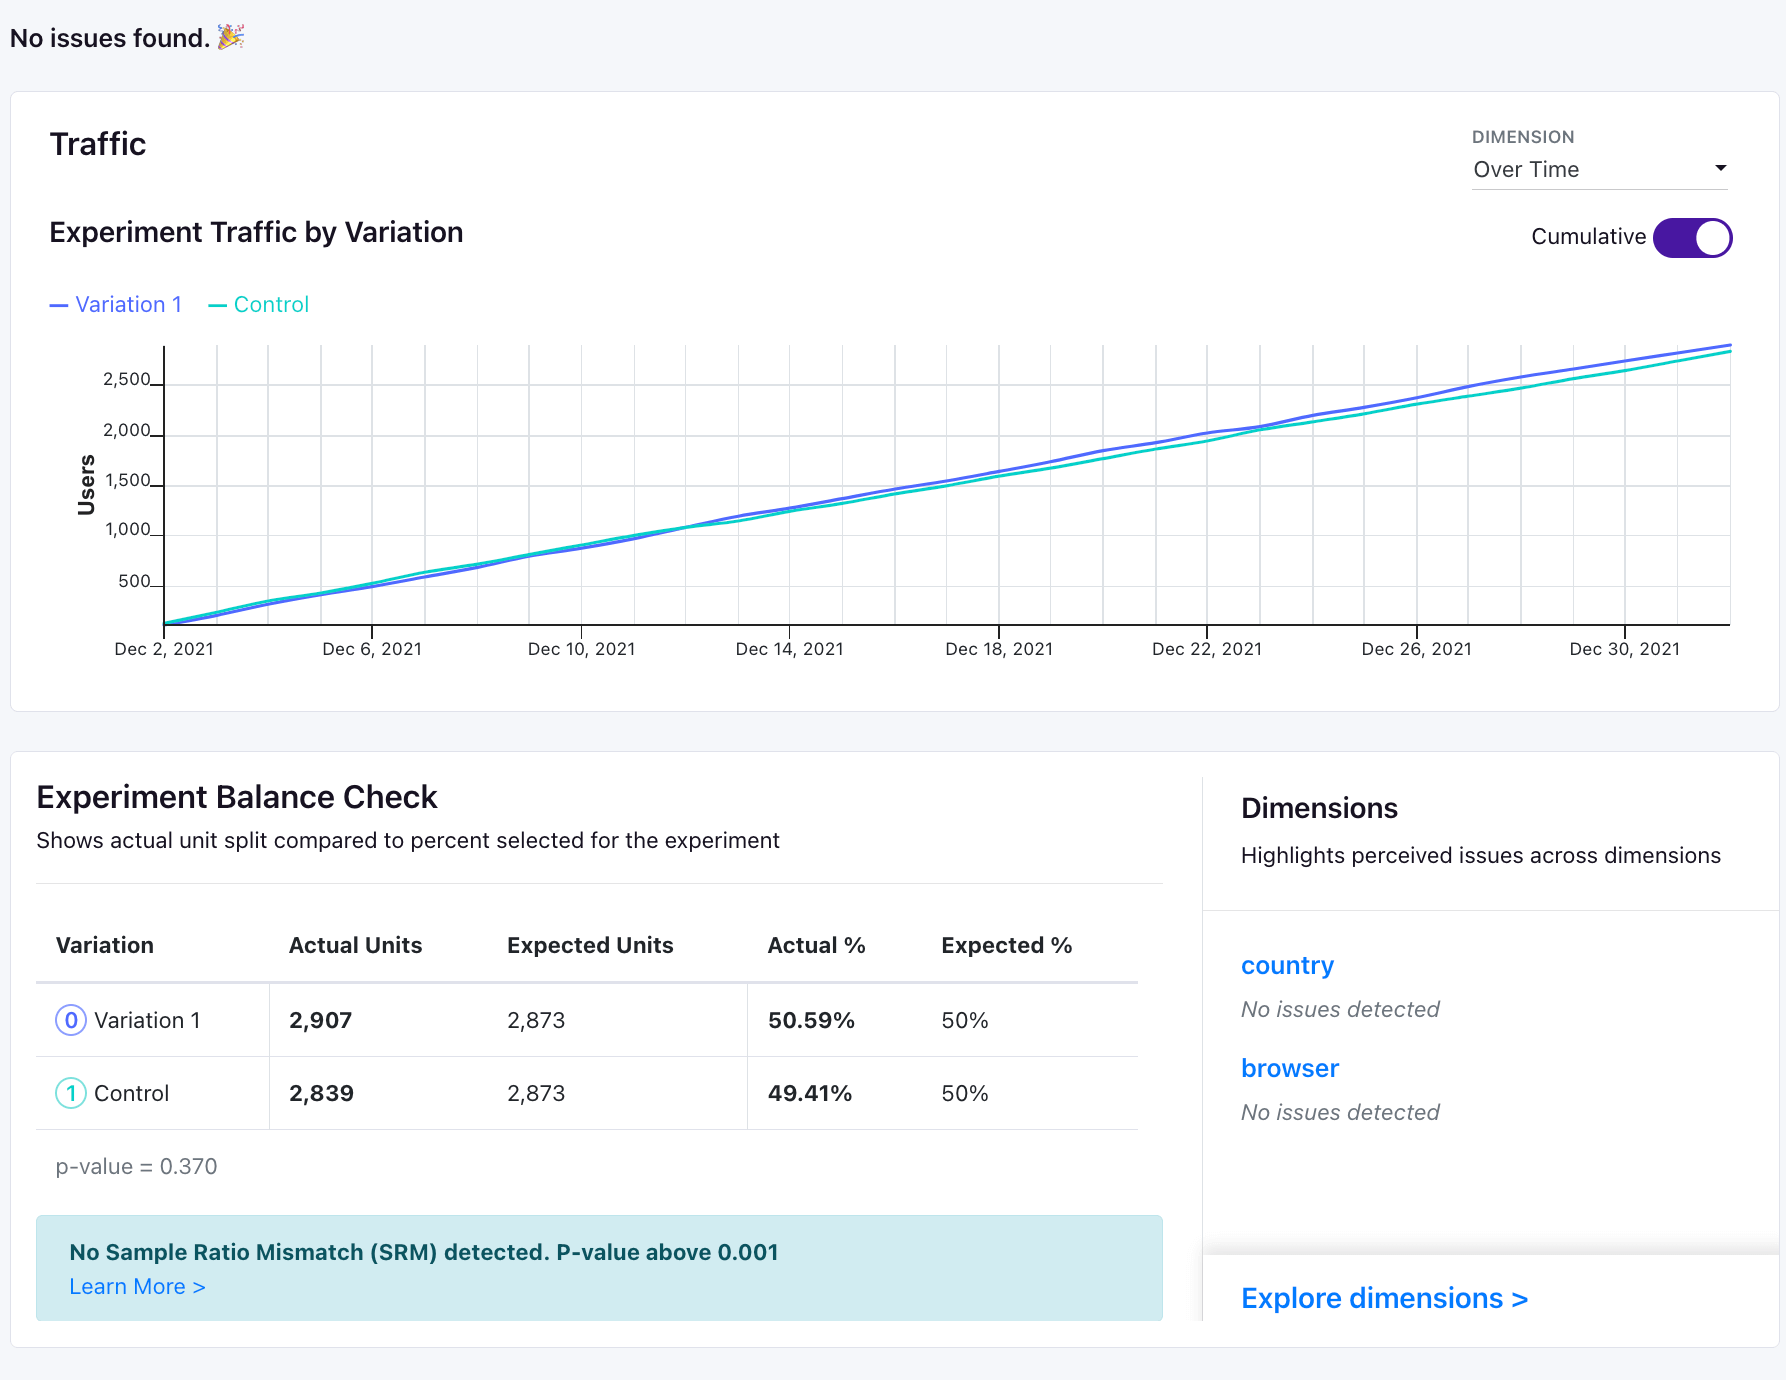 No issues found. 🎉
Traffic
DIMENSION
Over Time
Experiment Traffic by Variation
Cumulative
Variation 1 Control
Users
2,500
2,000
1,500
1,000
500
Dec 2, 2021 Dec 6, 2021 Dec 10, 2021 Dec 14, 2021 Dec 18, 2021 Dec 22, 2021 Dec 26, 2021 Dec 30, 2021
Experiment Balance Check
Shows actual unit split compared to percent selected for the experiment
Variation Actual Units Expected Units Actual % Expected %
0 Variation 1 2,907 2,873 50.59% 50%
1 Control 2,839 2,873 49.41% 50%
p-value = 0.370
No Sample Ratio Mismatch (SRM) detected. P-value above 0.001
Learn More >
Dimensions
Highlights perceived issues across dimensions
country
No issues detected
browser
No issues detected
Explore dimensions >